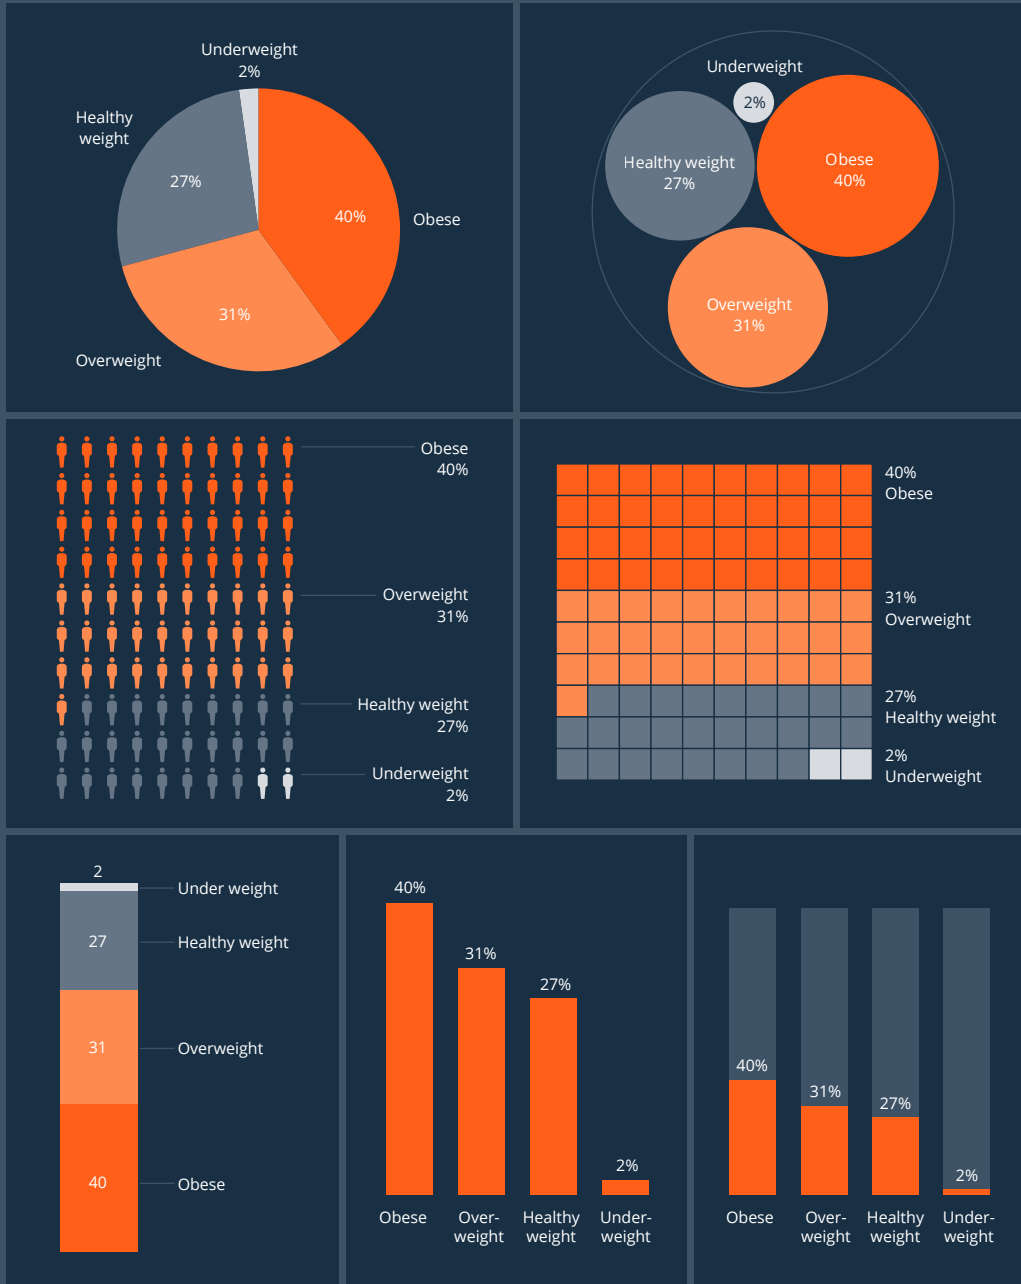 Underweight
2%
Healthy
weight
27%
40%
Obese
31%
Overweight
Underweight
2%
Healthy weight
27%
Obese
40%
Overweight
31%
Obese
40%
Overweight
31%
Healthy weight
27%
Underweight
2%
40%
Obese
31%
Overweight
27%
Healthy weight
2%
Underweight
2
Under weight
27
Healthy weight
31
Overweight
40
Obese
40%
31%
27%
2%
Obese
Over-
weight
Healthy
weight
Under-
weight
40%
31%
27%
2%
Obese
Over-
weight
Healthy
weight
Under-
weight